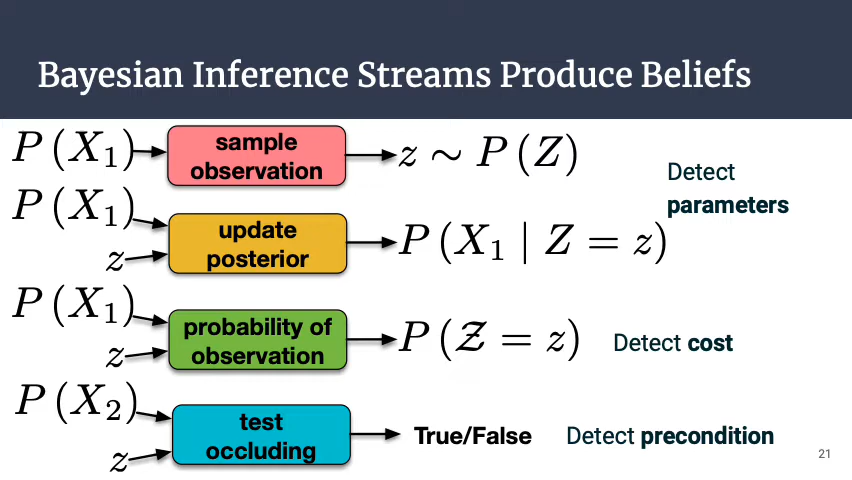 Bayesian Inference Streams Produce Beliefs
P(X₁)
sample
observation
z ∼ P(Z)
Detect
parameters
P(X₁)
z
update
posterior
P(X₁ | Z = z)
P(X₁)
z
probability of
observation
P(Z = z)
Detect cost
P(X₂)
z
test
occluding
True/False
Detect precondition
21